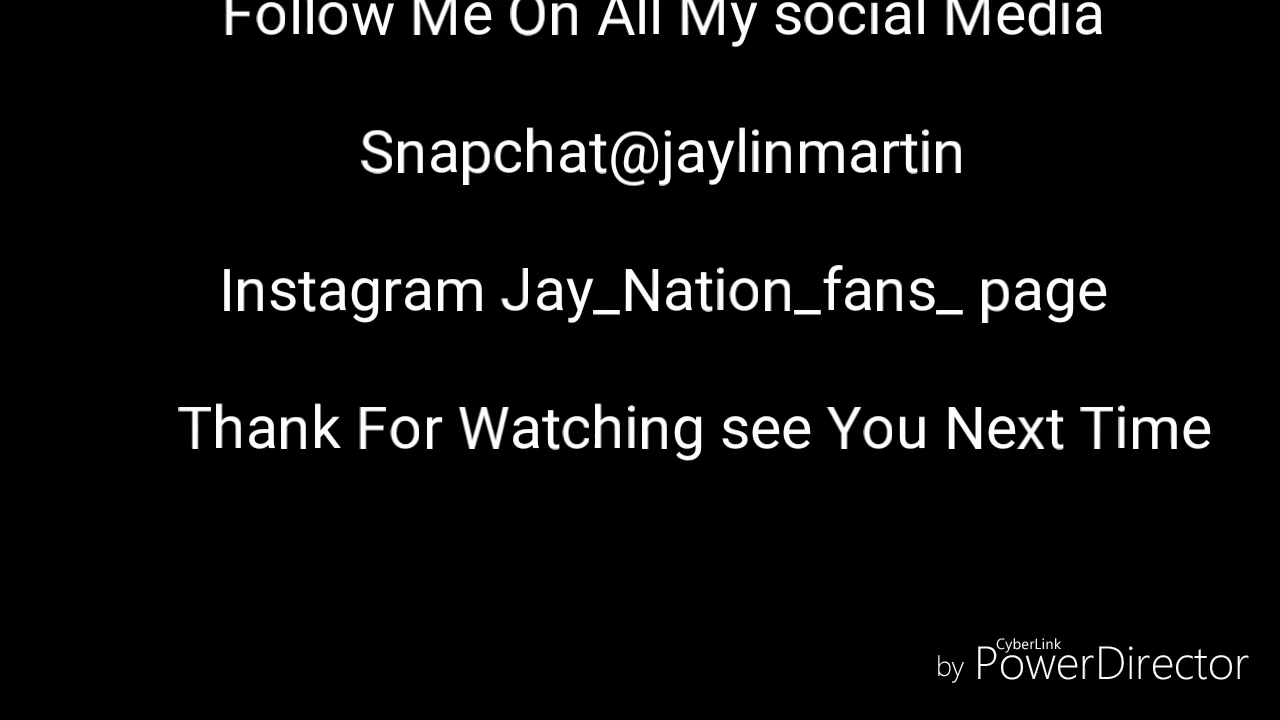 Follow Me On All My social Media
Snapchat@jaylinmartin
Instagram Jay_Nation_fans_ page
Thank For Watching see You Next Time
CyberLink
by PowerDirector